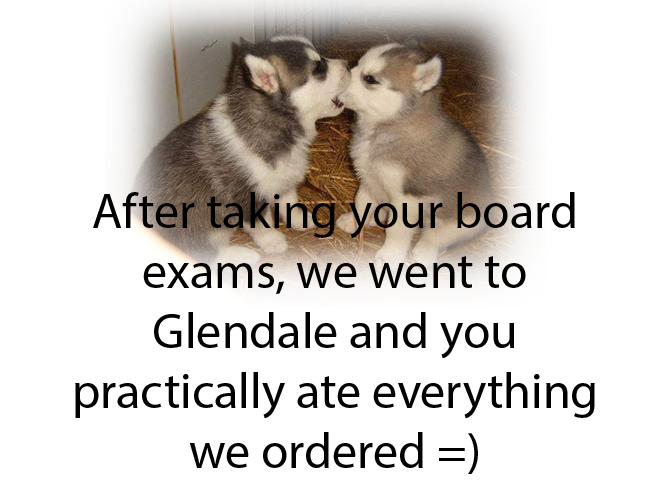 After taking your board
exams, we went to
Glendale and you
practically ate everything
we ordered =)